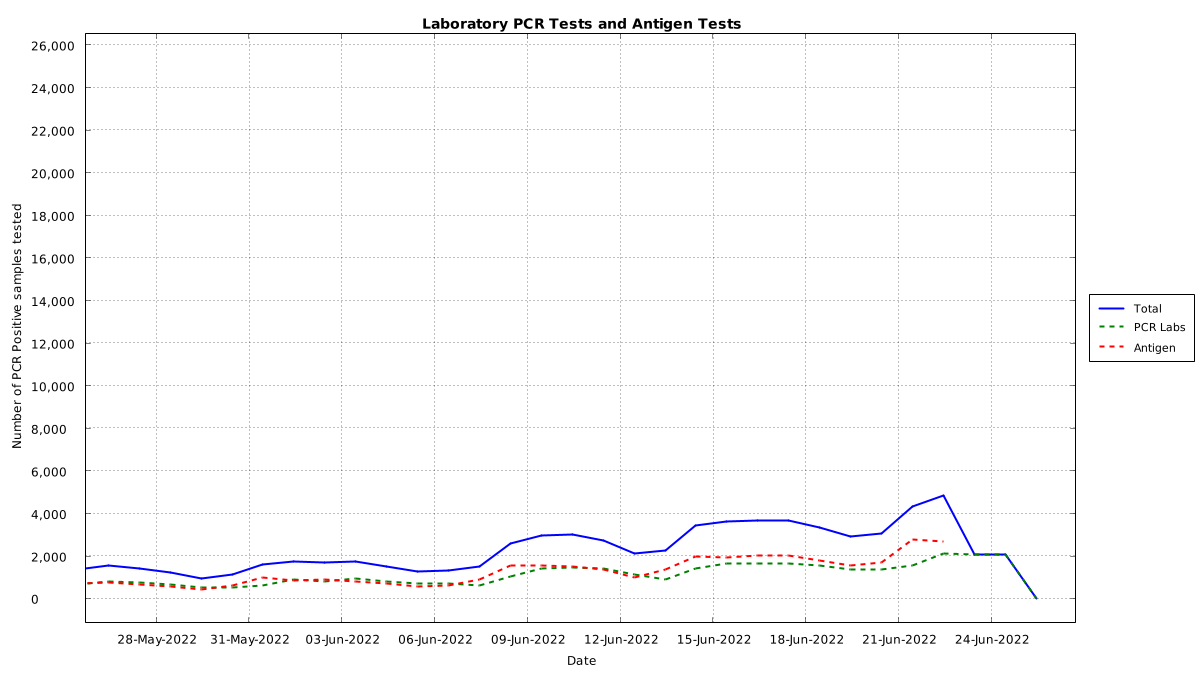 Laboratory PCR Tests and Antigen Tests
Number of PCR Positive samples tested
26,000
24,000
22,000
20,000
18,000
16,000
14,000
12,000
10,000
8,000
6,000
4,000
2,000
0
28-May-2022 31-May-2022 03-Jun-2022 06-Jun-2022 09-Jun-2022 12-Jun-2022 15-Jun-2022 18-Jun-2022 21-Jun-2022 24-Jun-2022
Date
Total
PCR Labs
Antigen